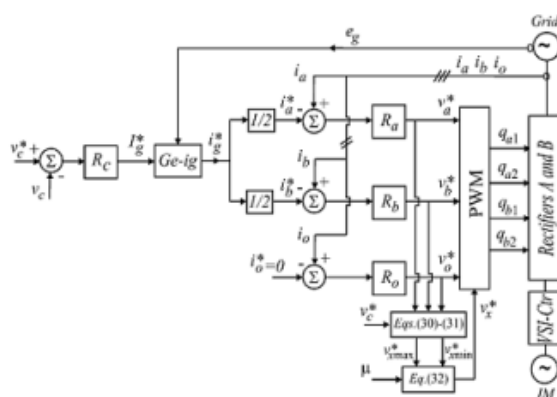 Grid
e_g
i_a i_b i_o
i_a
i_a^*
v_a^*
1/2
Σ
R_a
q_a1
v_c^*
Σ
R_c
I_g^*
Ge-ig
i_g^*
q_a2
v_c
i_b
i_b^*
v_b^*
PWM
1/2
Σ
R_b
q_b1
Rectifiers A and B
i_o
v_o^*
q_b2
i_o^*=0
Σ
R_o
v_c^*
Eqs.(30)-(31)
v_x^*
VSI-Ctr
v_xmax^*
v_xmin^*
μ
Eq.(32)
IM